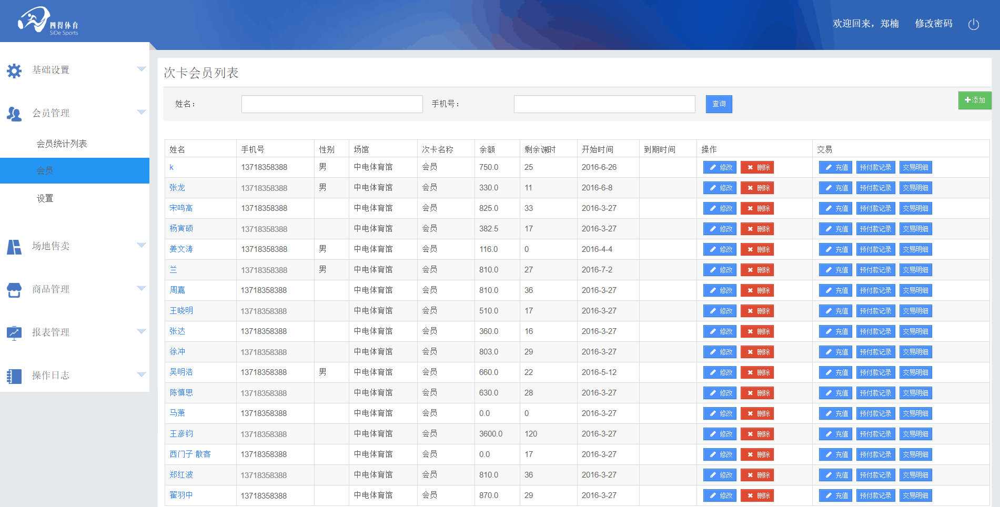 四得体育
SiDe Sports
欢迎回来，郑楠 修改密码
基础设置
会员管理
会员统计列表
会员
设置
场地售卖
商品管理
报表管理
操作日志
次卡会员列表
姓名： 手机号： 查询 添加
姓名 手机号 性别 场馆 次卡名称 余额 剩余课时 开始时间 到期时间 操作 交易
k 13718358388 男 中电体育馆 会员 750.0 25 2016-6-26 修改 删除 充值 预付款记录 交易明细
张龙 13718358388 男 中电体育馆 会员 330.0 11 2016-6-8 修改 删除 充值 预付款记录 交易明细
宋鸣高 13718358388 中电体育馆 会员 825.0 33 2016-3-27 修改 删除 充值 预付款记录 交易明细
杨寅硕 13718358388 中电体育馆 会员 382.5 17 2016-3-27 修改 删除 充值 预付款记录 交易明细
姜文涛 13718358388 男 中电体育馆 会员 116.0 0 2016-4-4 修改 删除 充值 预付款记录 交易明细
兰 13718358388 男 中电体育馆 会员 810.0 27 2016-7-2 修改 删除 充值 预付款记录 交易明细
周嘉 13718358388 中电体育馆 会员 810.0 36 2016-3-27 修改 删除 充值 预付款记录 交易明细
王晓明 13718358388 中电体育馆 会员 510.0 17 2016-3-27 修改 删除 充值 预付款记录 交易明细
张达 13718358388 中电体育馆 会员 360.0 16 2016-3-27 修改 删除 充值 预付款记录 交易明细
徐冲 13718358388 中电体育馆 会员 803.0 29 2016-3-27 修改 删除 充值 预付款记录 交易明细
吴明浩 13718358388 男 中电体育馆 会员 660.0 22 2016-5-12 修改 删除 充值 预付款记录 交易明细
陈慎思 13718358388 中电体育馆 会员 630.0 28 2016-3-27 修改 删除 充值 预付款记录 交易明细
马萧 13718358388 中电体育馆 会员 0.0 0 2016-3-27 修改 删除 充值 预付款记录 交易明细
王彦钧 13718358388 中电体育馆 会员 3600.0 120 2016-3-27 修改 删除 充值 预付款记录 交易明细
西门子 散客 13718358388 中电体育馆 会员 0.0 17 2016-3-27 修改 删除 充值 预付款记录 交易明细
郑红波 13718358388 中电体育馆 会员 810.0 36 2016-3-27 修改 删除 充值 预付款记录 交易明细
翟羽中 13718358388 中电体育馆 会员 870.0 29 2016-3-27 修改 删除 充值 预付款记录 交易明细